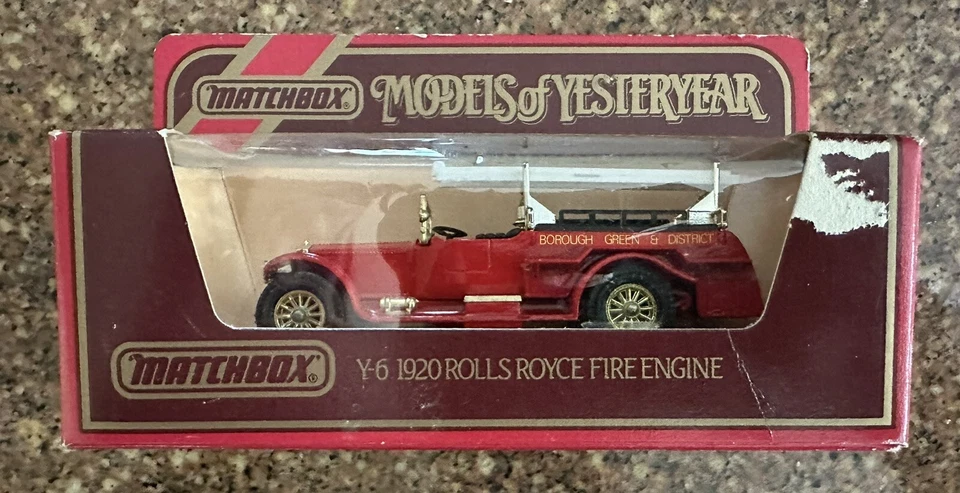 MATCHBOX MODELS of YESTERYEAR
BOROUGH GREEN & DISTRICT
MATCHBOX®
Y-6 1920 ROLLS ROYCE FIRE ENGINE